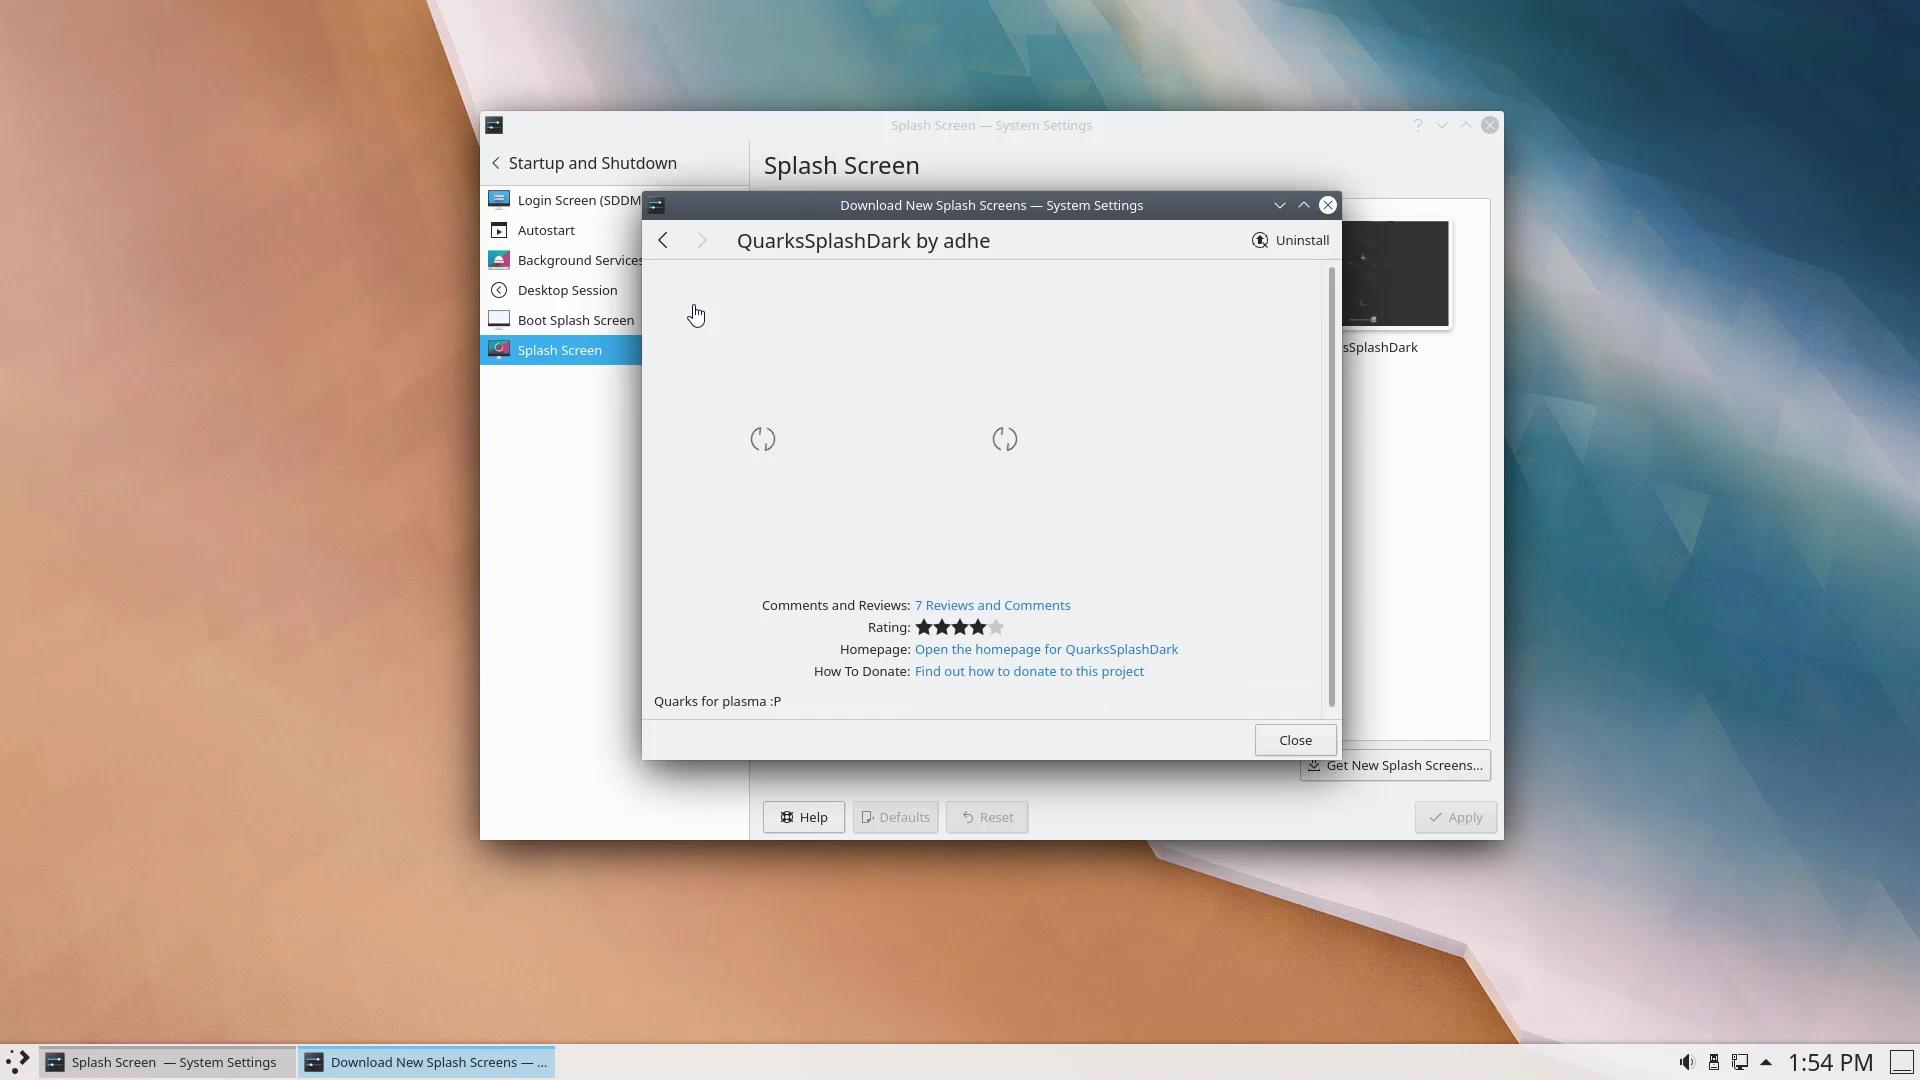 Splash Screen — System Settings
Startup and Shutdown
Splash Screen
Login Screen (SDDM
Autostart
Background Services
Desktop Session
Boot Splash Screen
Splash Screen
Download New Splash Screens — System Settings
QuarksSplashDark by adhe
Uninstall
sSplashDark
Comments and Reviews: 7 Reviews and Comments
Rating:
Homepage: Open the homepage for QuarksSplashDark
How To Donate: Find out how to donate to this project
Quarks for plasma :P
Close
Get New Splash Screens...
Help
Defaults
Reset
Apply
Splash Screen — System Settings
Download New Splash Screens — ...
1:54 PM